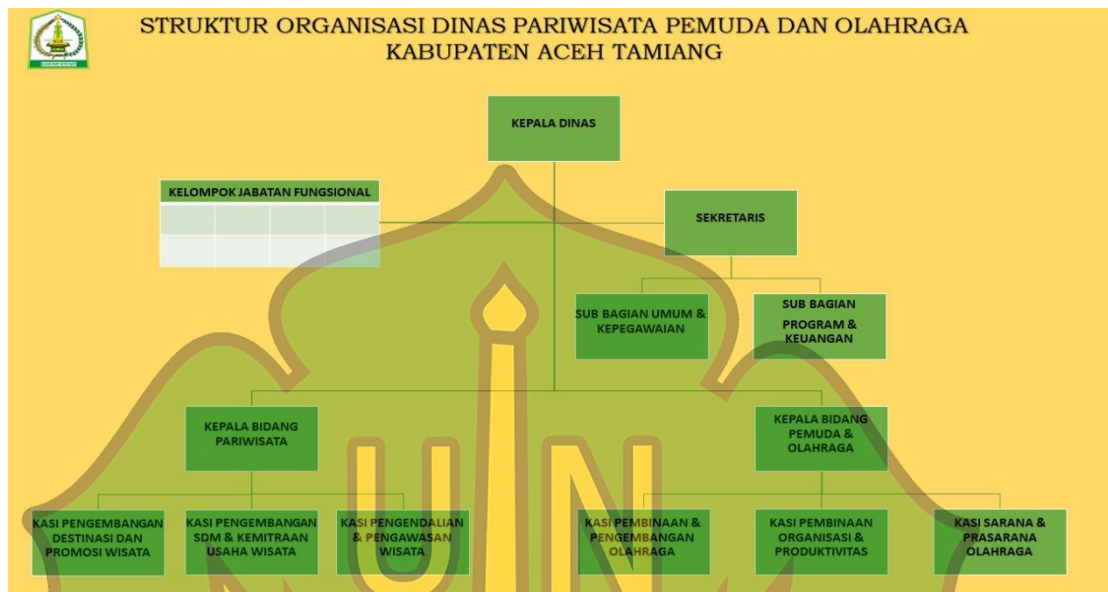 STRUKTUR ORGANISASI DINAS PARIWISATA PEMUDA DAN OLAHRAGA
KABUPATEN ACEH TAMIANG
KEPALA DINAS
KELOMPOK JABATAN FUNGSIONAL
SEKRETARIS
SUB BAGIAN UMUM &
KEPEGAWAIAN
SUB BAGIAN
PROGRAM &
KEUANGAN
KEPALA BIDANG
PARIWISATA
KEPALA BIDANG
PEMUDA &
OLAHRAGA
KASI PENGEMBANGAN
DESTINASI DAN
PROMOSI WISATA
KASI PENGEMBANGAN
SDM & KEMITRAAN
USAHA WISATA
KASI PENGENDALIAN
& PENGAWASAN
WISATA
KASI PEMBINAAN &
PENGEMBANGAN
OLAHRAGA
KASI PEMBINAAN
ORGANISASI &
PRODUKTIVITAS
KASI SARANA &
PRASARANA
OLAHRAGA
UIN